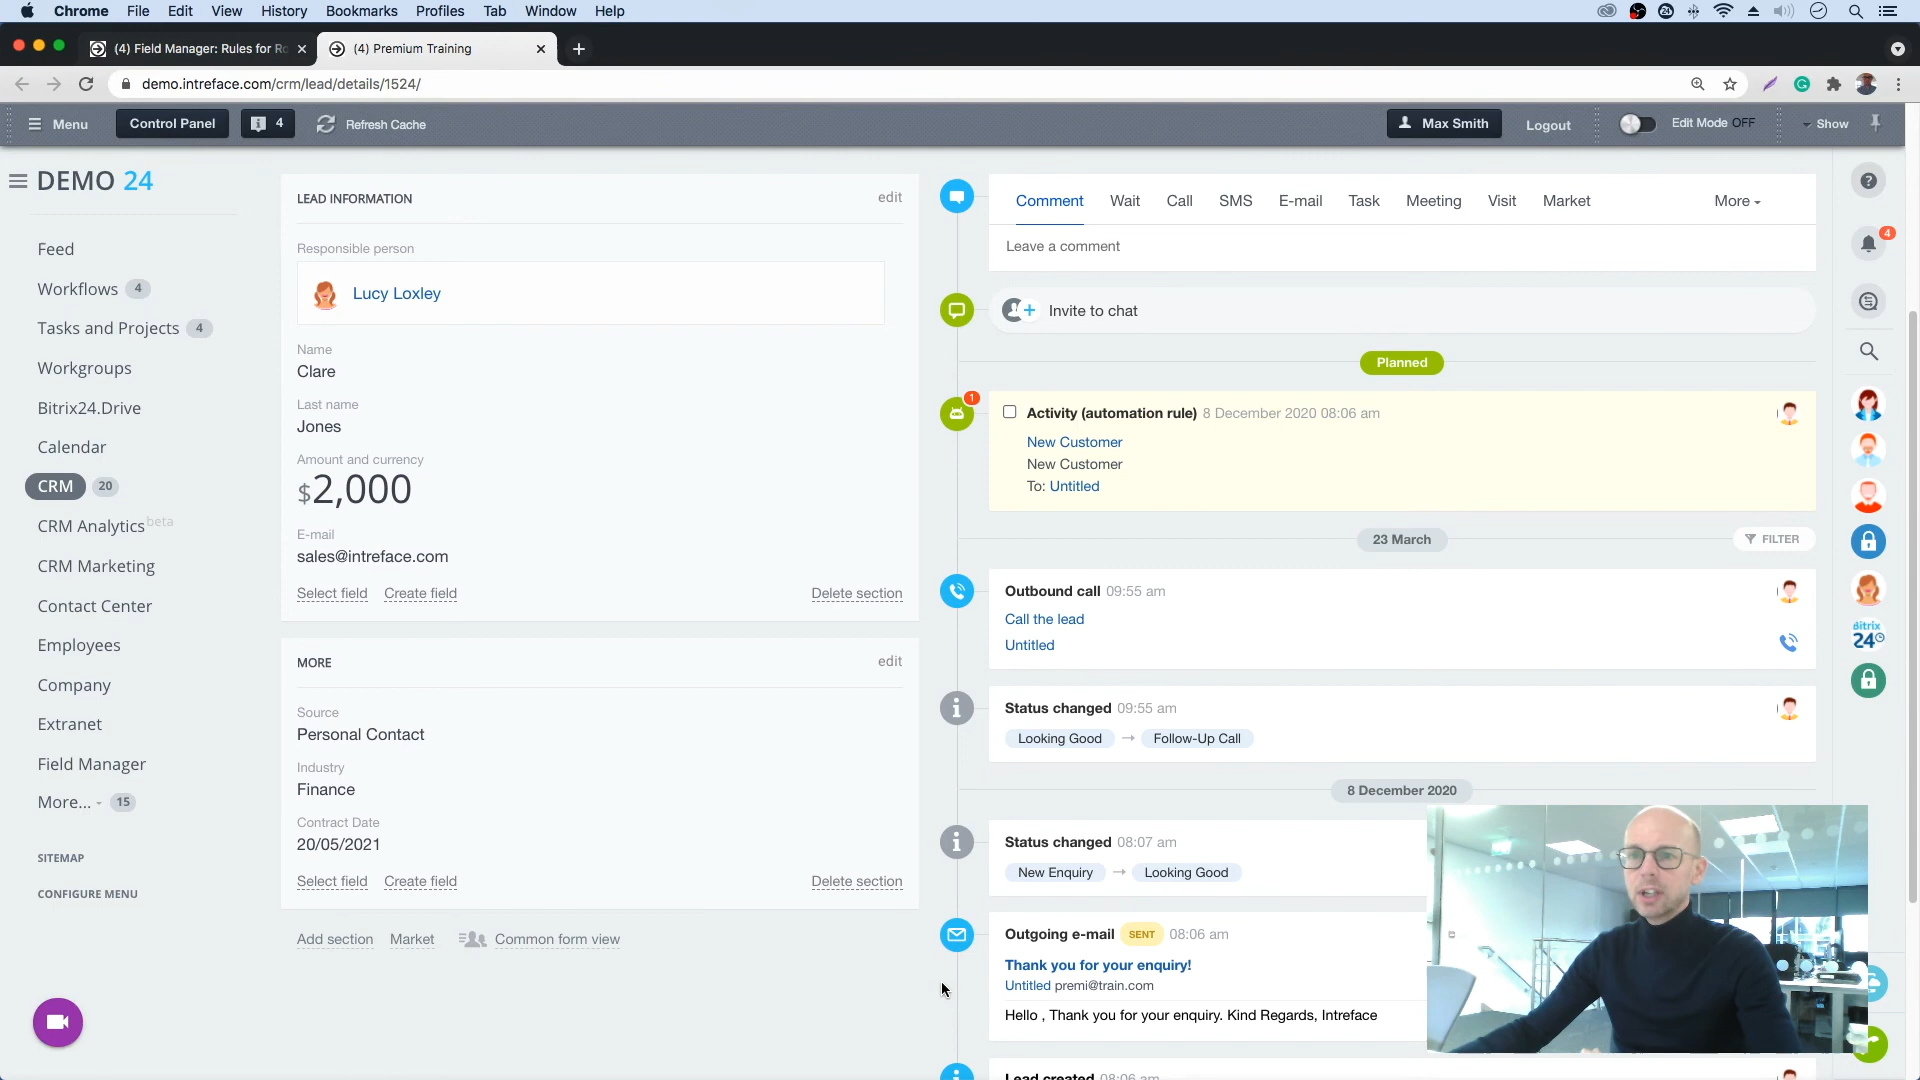 Chrome File Edit View History Bookmarks Profiles Tab Window Help
(4) Field Manager: Rules for Ro
(4) Premium Training
demo.intreface.com/crm/lead/details/1524/
Menu
Control Panel
4
Refresh Cache
Max Smith
Logout
Edit Mode OFF
Show
DEMO 24
Feed
Workflows 4
Tasks and Projects 4
Workgroups
Bitrix24.Drive
Calendar
CRM 20
CRM Analytics beta
CRM Marketing
Contact Center
Employees
Company
Extranet
Field Manager
More... 15
SITEMAP
CONFIGURE MENU
LEAD INFORMATION
edit
Responsible person
Lucy Loxley
Name
Clare
Last name
Jones
Amount and currency
$2,000
E-mail
sales@intreface.com
Select field Create field Delete section
MORE
edit
Source
Personal Contact
Industry
Finance
Contract Date
20/05/2021
Select field Create field Delete section
Add section Market Common form view
Comment Wait Call SMS E-mail Task Meeting Visit Market More
Leave a comment
Invite to chat
Planned
1
Activity (automation rule) 8 December 2020 08:06 am
New Customer
New Customer
To: Untitled
23 March
FILTER
Outbound call 09:55 am
Call the lead
Untitled
Status changed 09:55 am
Looking Good → Follow-Up Call
8 December 2020
Status changed 08:07 am
New Enquiry → Looking Good
Outgoing e-mail SENT 08:06 am
Thank you for your enquiry!
Untitled premi@train.com
Hello , Thank you for your enquiry. Kind Regards, Intreface
Lead created 08:06 am
4
Bitrix
24